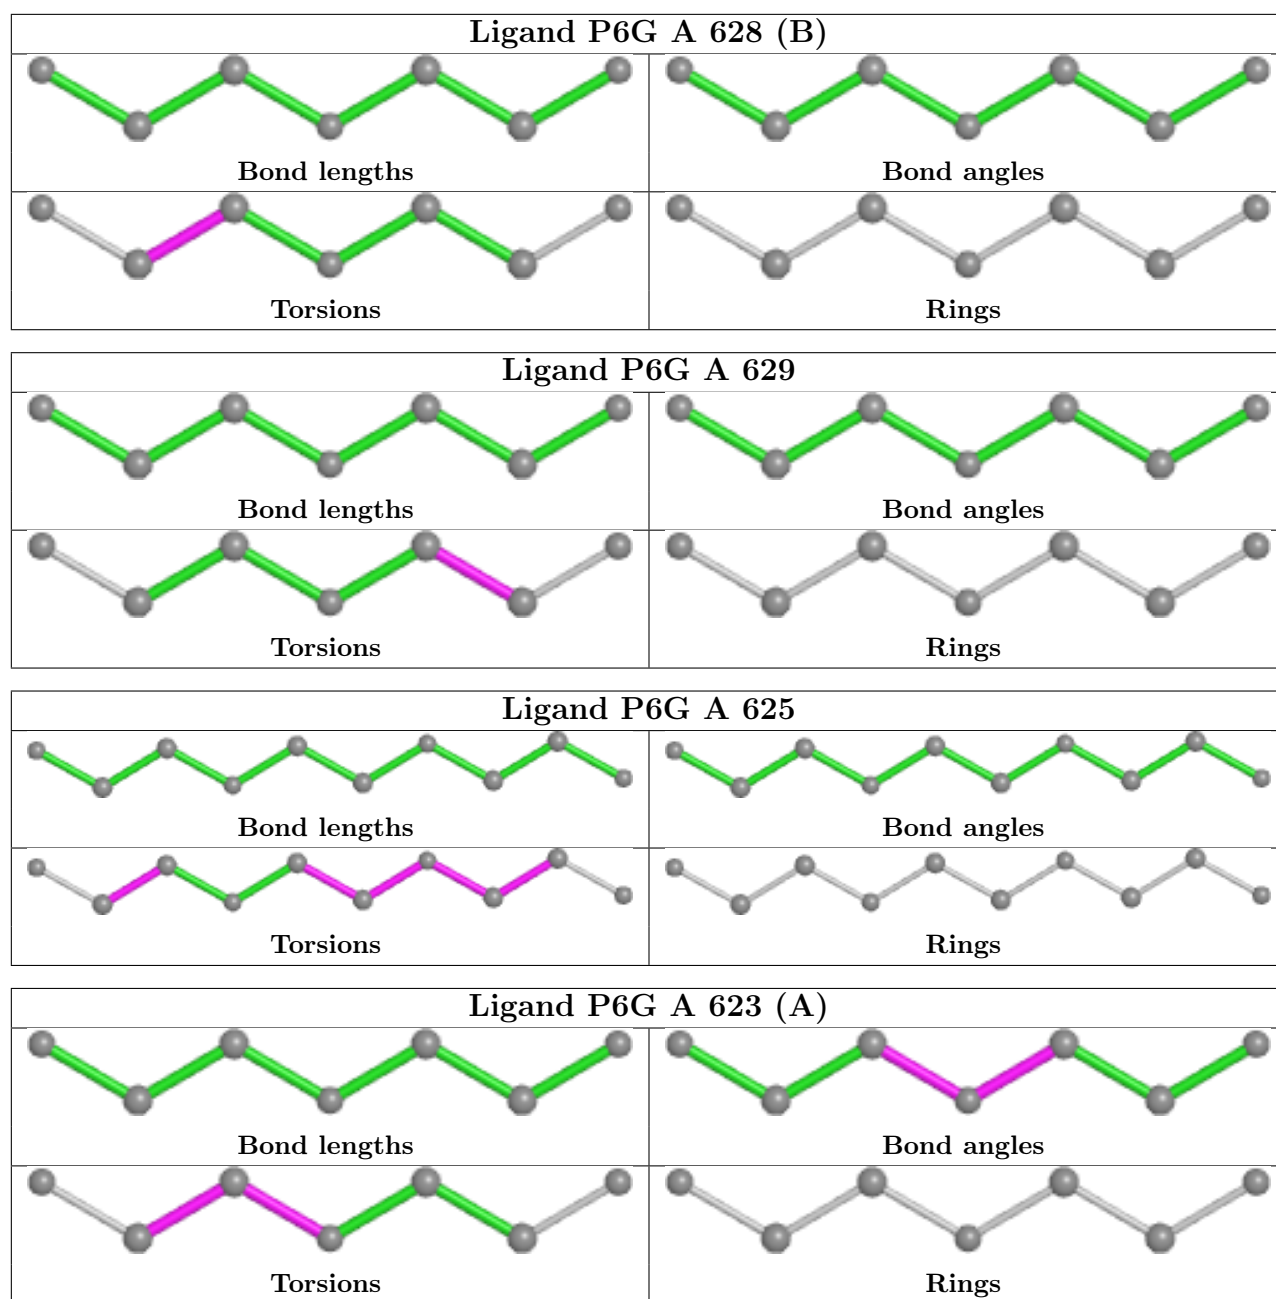 Ligand P6G A 628 (B)
Bond lengths
Bond angles
Torsions
Rings
Ligand P6G A 629
Bond lengths
Bond angles
Torsions
Rings
Ligand P6G A 625
Bond lengths
Bond angles
Torsions
Rings
Ligand P6G A 623 (A)
Bond lengths
Bond angles
Torsions
Rings